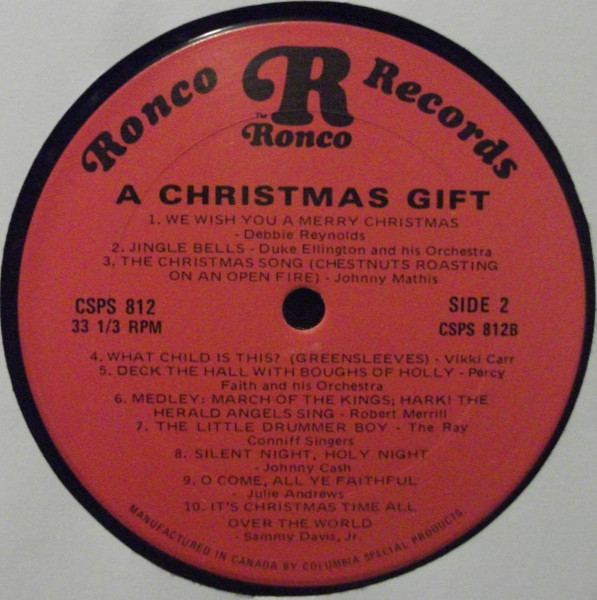 Ronco Records
R
TM
Ronco
A CHRISTMAS GIFT
1. WE WISH YOU A MERRY CHRISTMAS
- Debbie Reynolds
2. JINGLE BELLS - Duke Ellington and his Orchestra
3, THE CHRISTMAS SONG (CHESTNUTS ROASTING
ON AN OPEN FIRE) - Johnny Mathis
CSPS 812
33 1/3 RPM
SIDE 2
CSPS 812B
4. WHAT CHILD IS THIS? (GREENSLEEVES) - Vikki Carr
5. DECK THE HALL WITH BOUGHS OF HOLLY - Percy
Faith and his Orchestra
6. MEDLEY: MARCH OF THE KINGS; HARK! THE
HERALD ANGELS SING - Robert Merrill
7. THE LITTLE DRUMMER BOY - The Ray
Conniff Singers
8. SILENT NIGHT, HOLY NIGHT
- Johnny Cash
9. O COME, ALL YE FAITHFUL
- Julie Andrews
10. IT'S CHRISTMAS TIME ALL
OVER THE WORLD
- Sammy Davis, Jr.
MANUFACTURED IN CANADA BY COLUMBIA SPECIAL PRODUCTS.